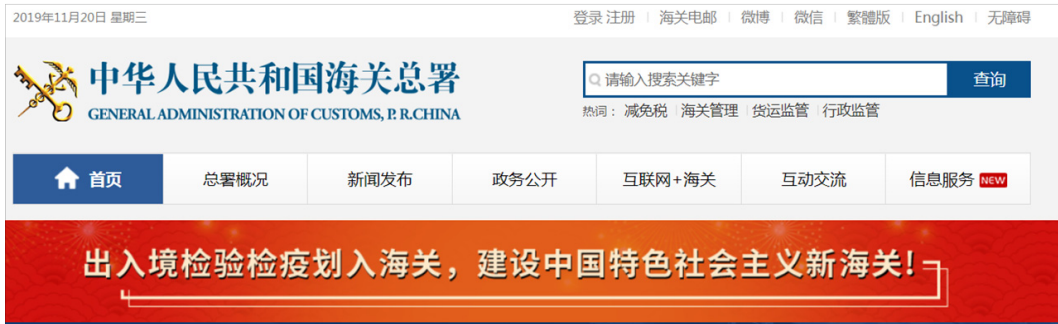 2019年11月20日 星期三
登录 注册 | 海关电邮 | 微博 | 微信 | 繁體版 | English | 无障碍
中华人民共和国海关总署
GENERAL ADMINISTRATION OF CUSTOMS, P. R.CHINA
请输入搜索关键字 查询
热词： 减免税 | 海关管理 | 货运监管 | 行政监管
首页 总署概况 新闻发布 政务公开 互联网+海关 互动交流 信息服务 NEW
出入境检验检疫划入海关，建设中国特色社会主义新海关!